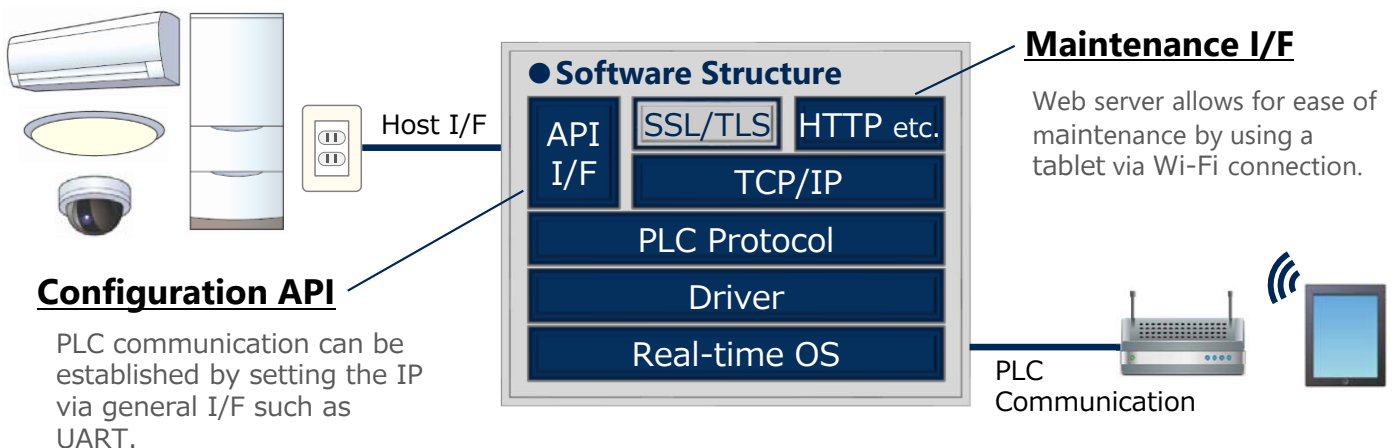 Host I/F
● Software Structure
API
I/F
SSL/TLS
HTTP etc.
TCP/IP
PLC Protocol
Driver
Real-time OS
Maintenance I/F
Web server allows for ease of
maintenance by using a
tablet via Wi-Fi connection.
Configuration API
PLC communication can be
established by setting the IP
via general I/F such as
UART.
PLC
Communication